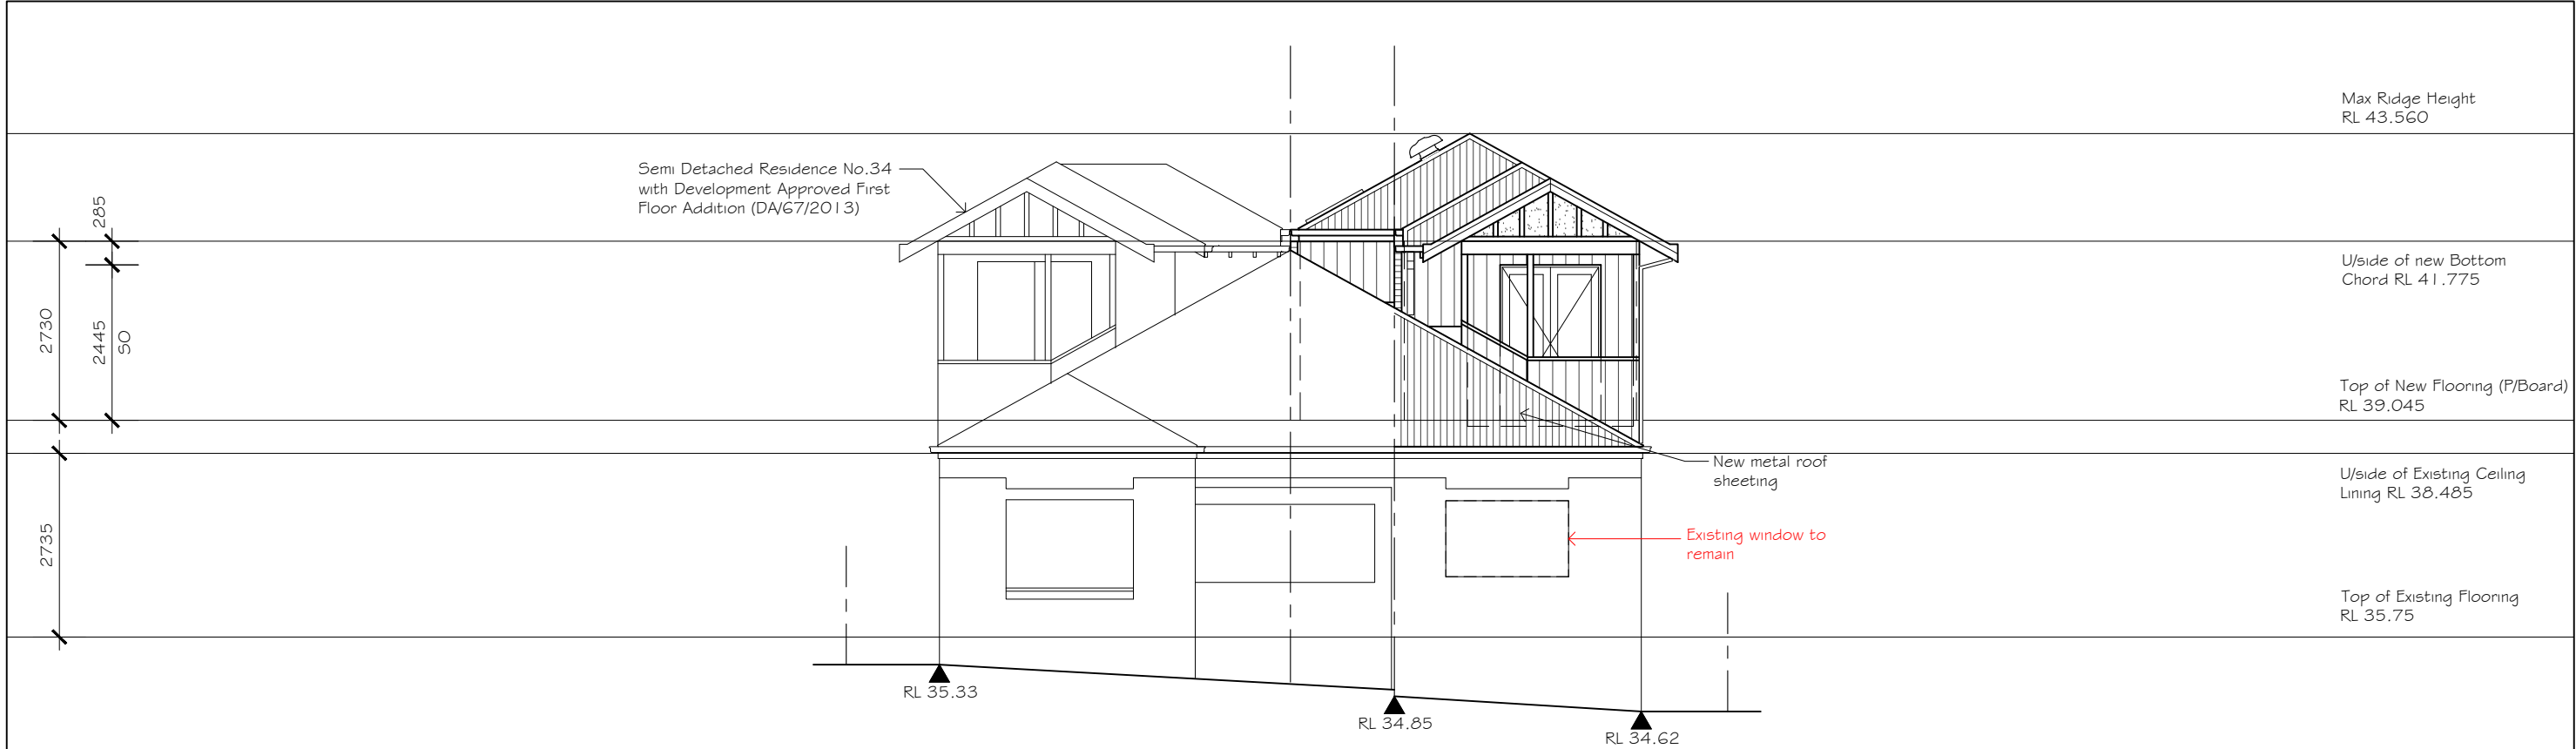 Max Ridge Height
RL 43.560
Semi Detached Residence No.34
with Development Approved First
Floor Addition (DA/67/2013)
285
U/side of new Bottom
Chord RL 41.775
2730
2445
50
Top of New Flooring (P/Board)
RL 39.045
New metal roof
sheeting
U/side of Existing Ceiling
Lining RL 38.485
2735
Existing window to
remain
Top of Existing Flooring
RL 35.75
RL 35.33
RL 34.85
RL 34.62